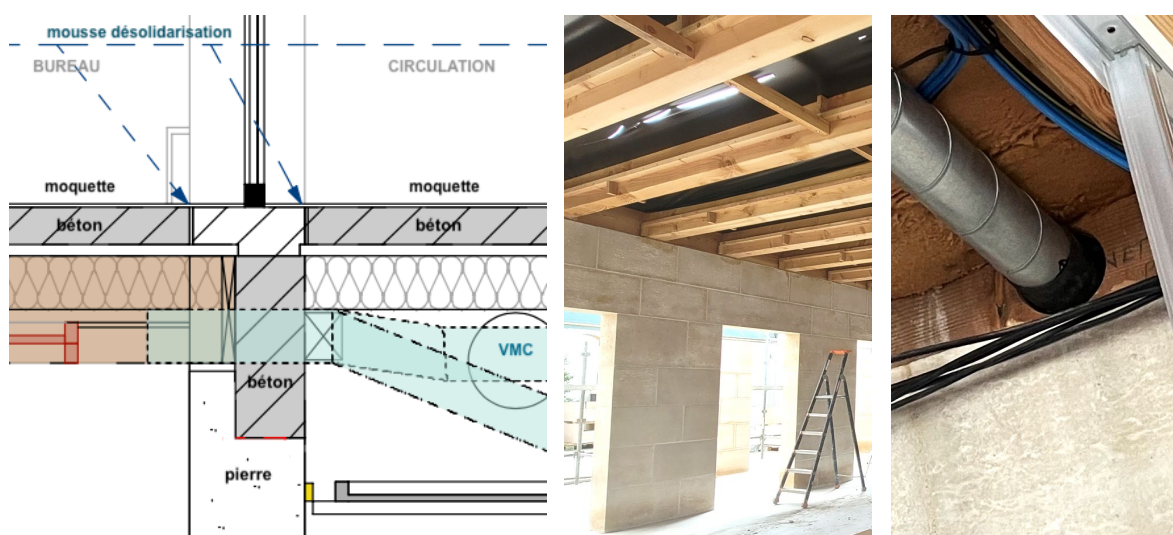 mousse désolidarisation
BUREAU
CIRCULATION
moquette
moquette
béton
béton
VMC
béton
pierre